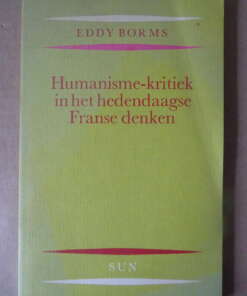 EDDY BORMS
Humanisme-kritiek
in het hedendaagse
Franse denken
SUN